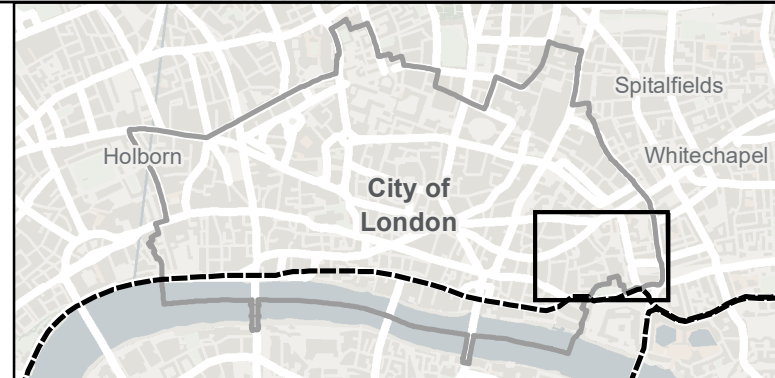 Spitalfields
Holborn
Whitechapel
City of
London